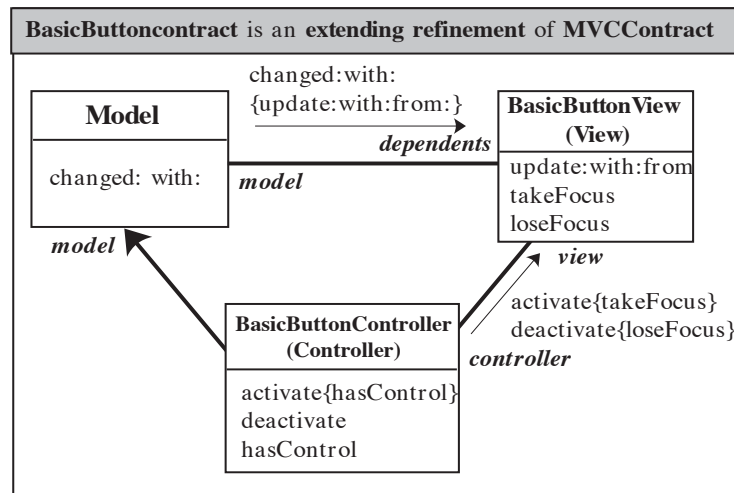 BasicButtoncontract is an extending refinement of MVCContract
changed:with:
{update:with:from:}
Model
changed: with:
dependents
model
BasicButtonView
(View)
update:with:from
takeFocus
loseFocus
model
view
activate{takeFocus}
deactivate{loseFocus}
controller
BasicButtonController
(Controller)
activate{hasControl}
deactivate
hasControl